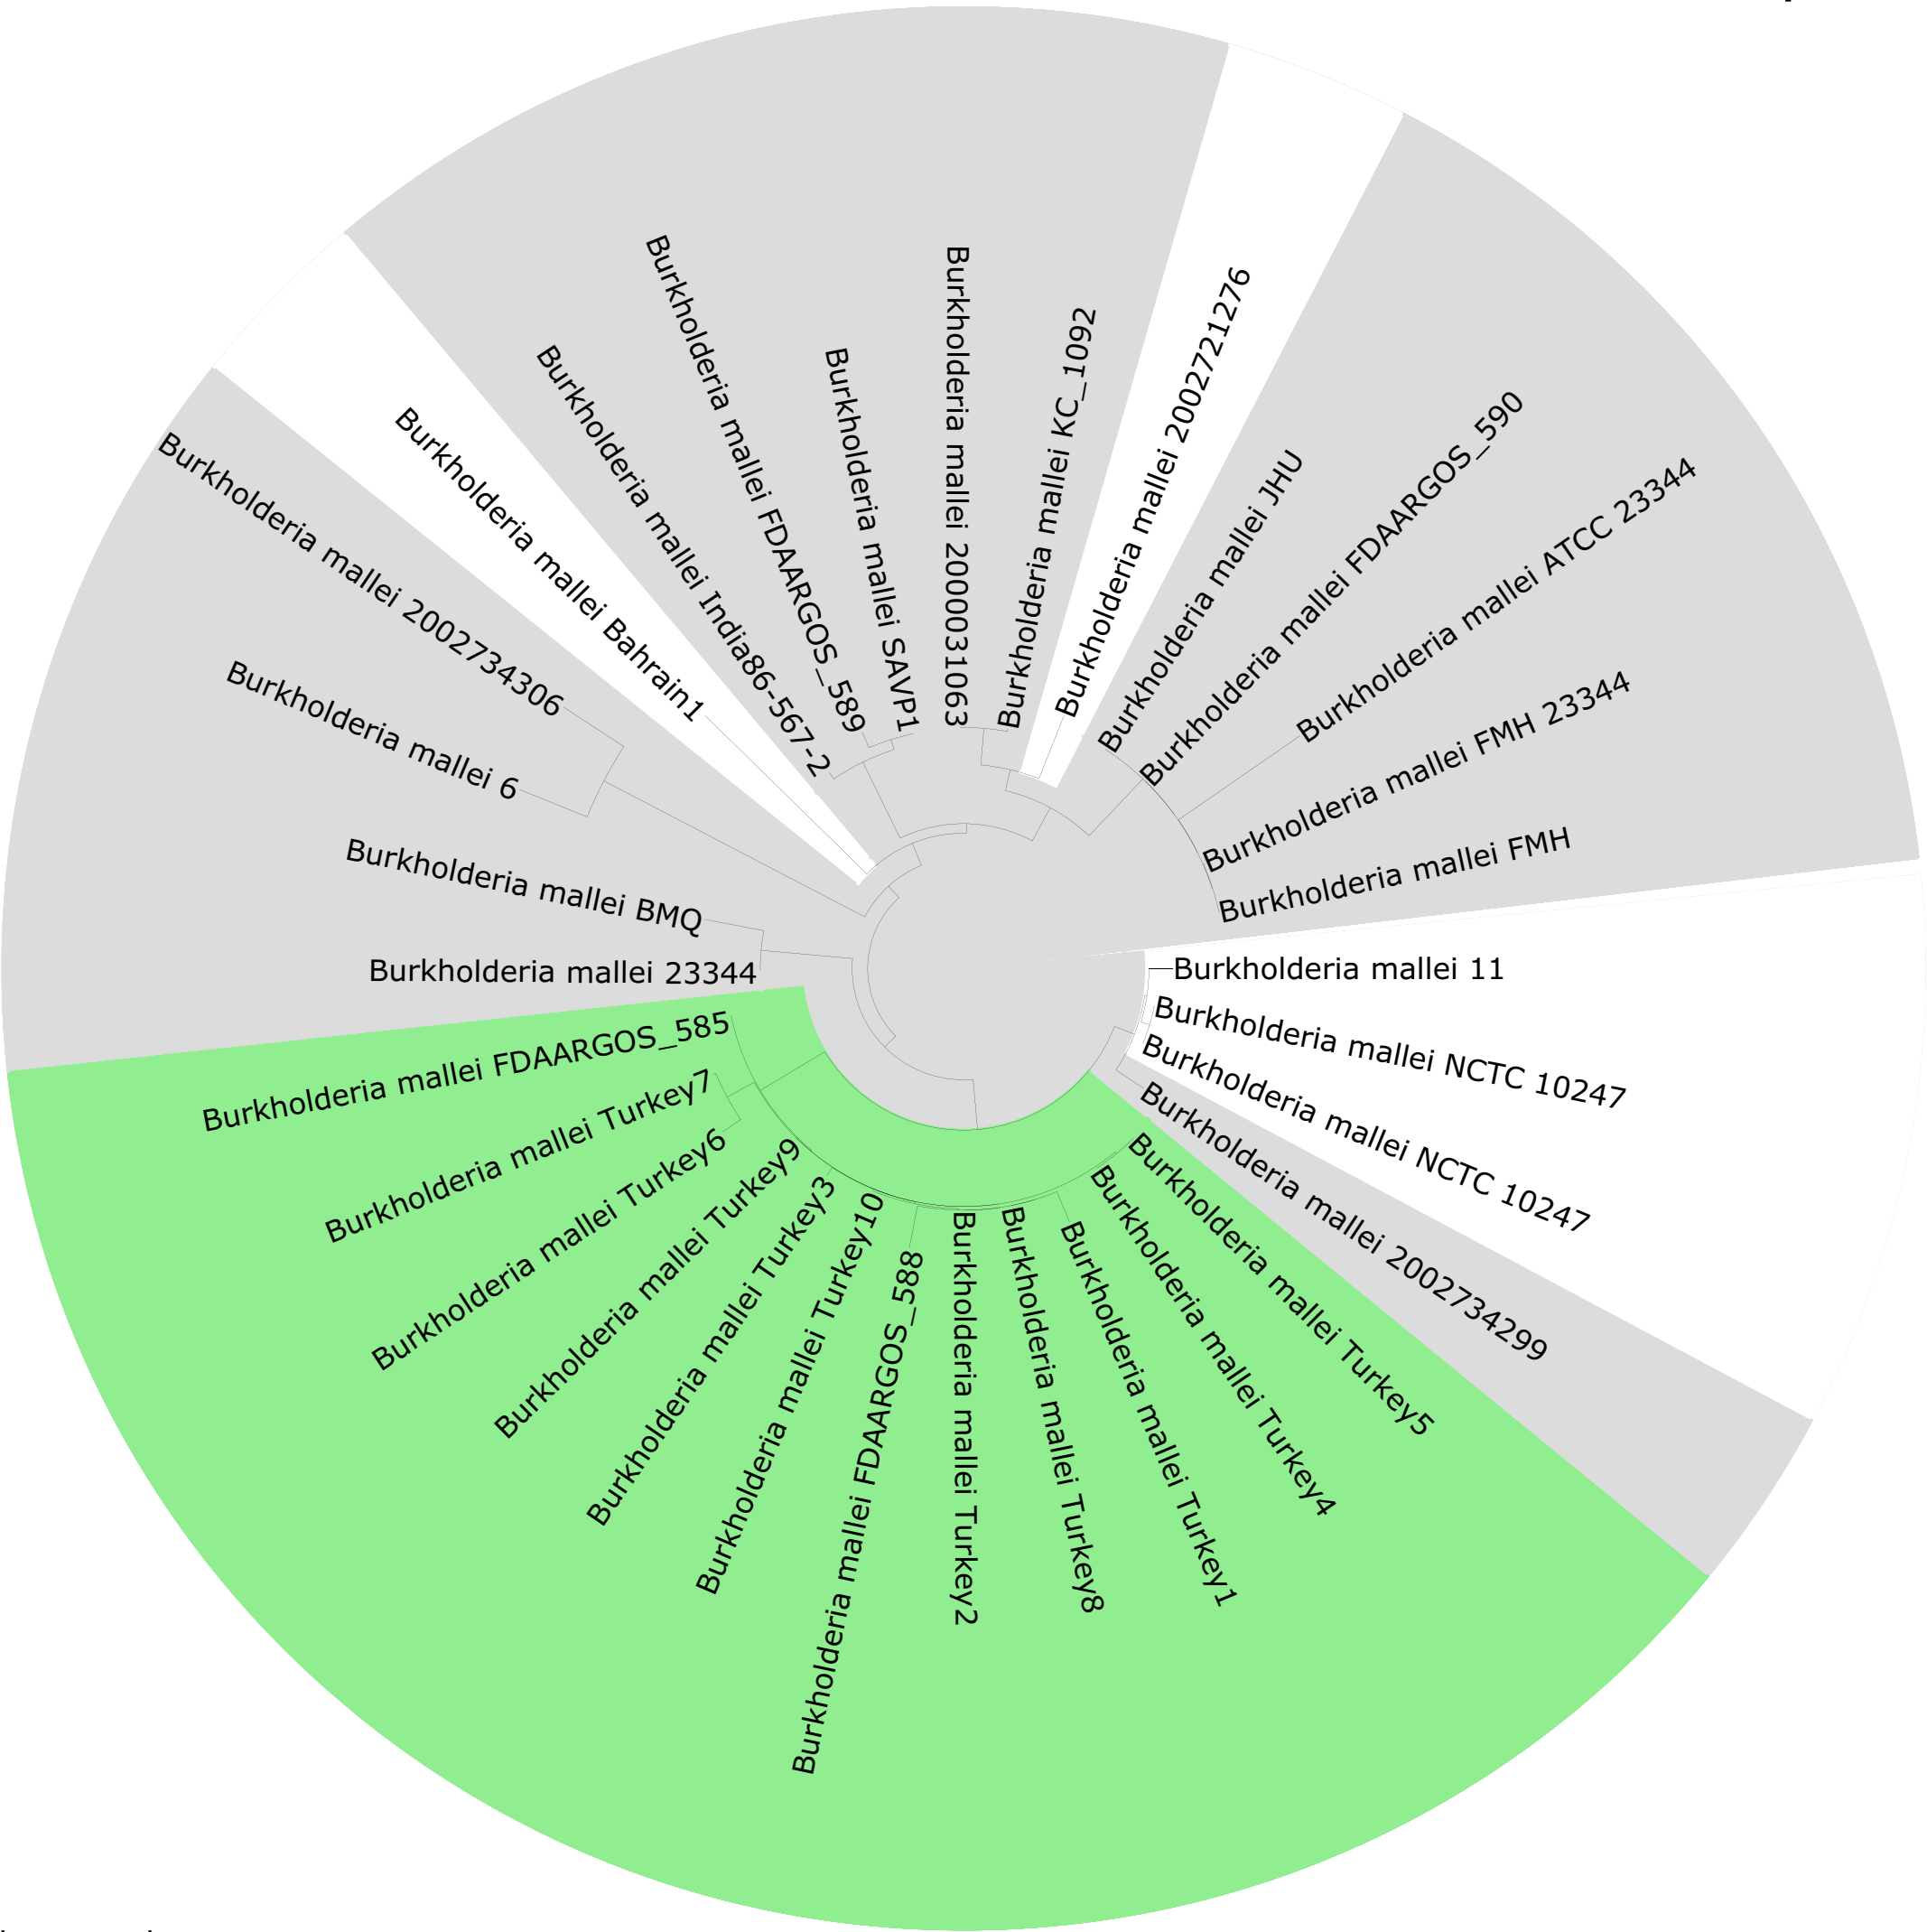 Burkholderia mallei 2002734306
Burkholderia mallei Bahrain1
Burkholderia mallei India86-567-2
Burkholderia mallei FDAARGOS_589
Burkholderia mallei SAVP1
Burkholderia mallei 2000031063
Burkholderia mallei KC_1092
Burkholderia mallei 2002721276
Burkholderia mallei JHU
Burkholderia mallei FDAARGOS_590
Burkholderia mallei ATCC 23344
Burkholderia mallei FMH 23344
Burkholderia mallei FMH
Burkholderia mallei 11
Burkholderia mallei NCTC 10247
Burkholderia mallei NCTC 10247
Burkholderia mallei 2002734299
Burkholderia mallei Turkey5
Burkholderia mallei Turkey4
Burkholderia mallei Turkey1
Burkholderia mallei Turkey8
Burkholderia mallei Turkey2
Burkholderia mallei FDAARGOS_588
Burkholderia mallei Turkey10
Burkholderia mallei Turkey3
Burkholderia mallei Turkey9
Burkholderia mallei Turkey6
Burkholderia mallei Turkey7
Burkholderia mallei FDAARGOS_585
Burkholderia mallei 23344
Burkholderia mallei BMQ
Burkholderia mallei 6